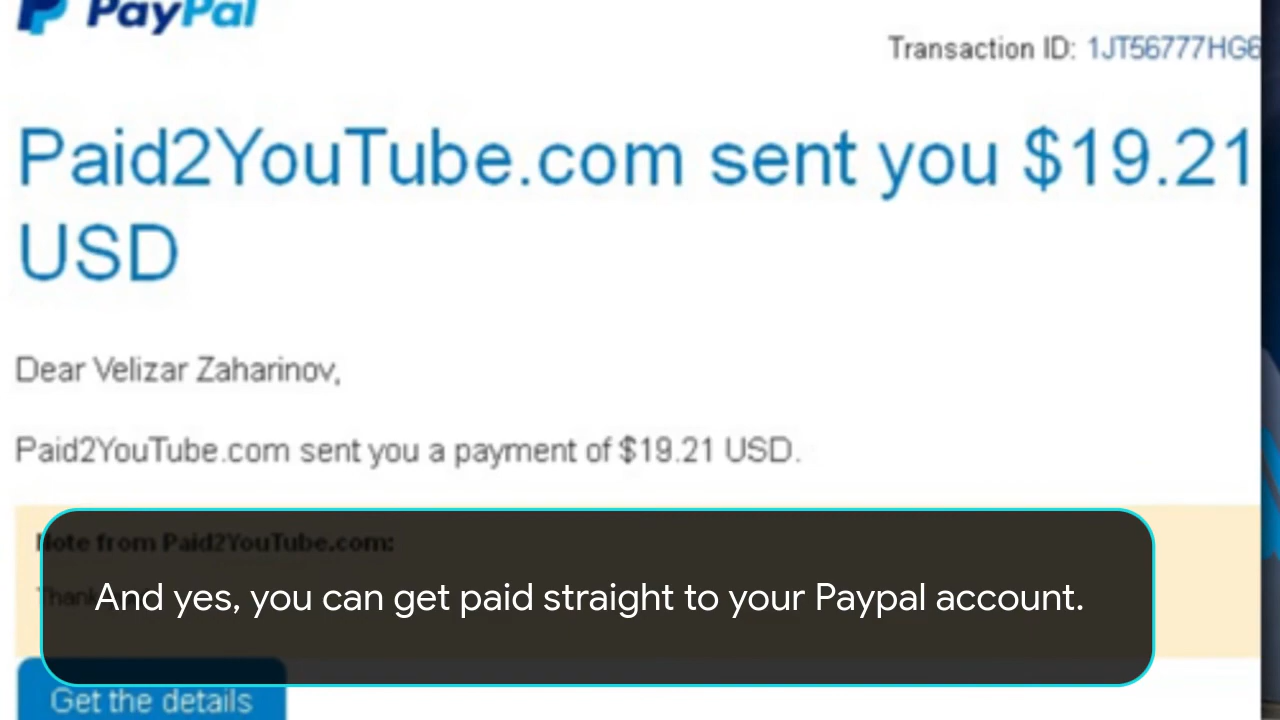 PayPal
Transaction ID: 1JT56777HG6
Paid2YouTube.com sent you $19.21
USD
Dear Velizar Zaharinov,
Paid2YouTube.com sent you a payment of $19.21 USD.
Note from Paid2YouTube.com:
And yes, you can get paid straight to your Paypal account.
Get the details